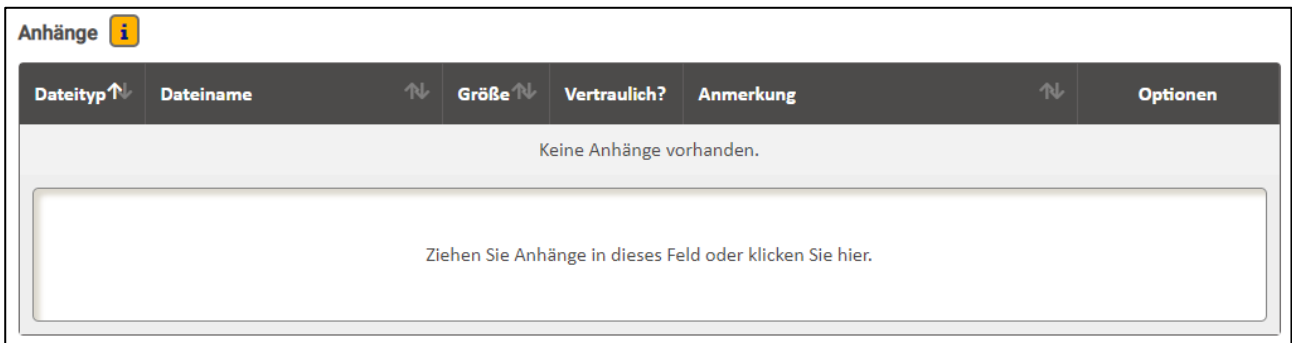 Anhänge i
Dateityp Dateiname Größe Vertraulich? Anmerkung Optionen
Keine Anhänge vorhanden.
Ziehen Sie Anhänge in dieses Feld oder klicken Sie hier.